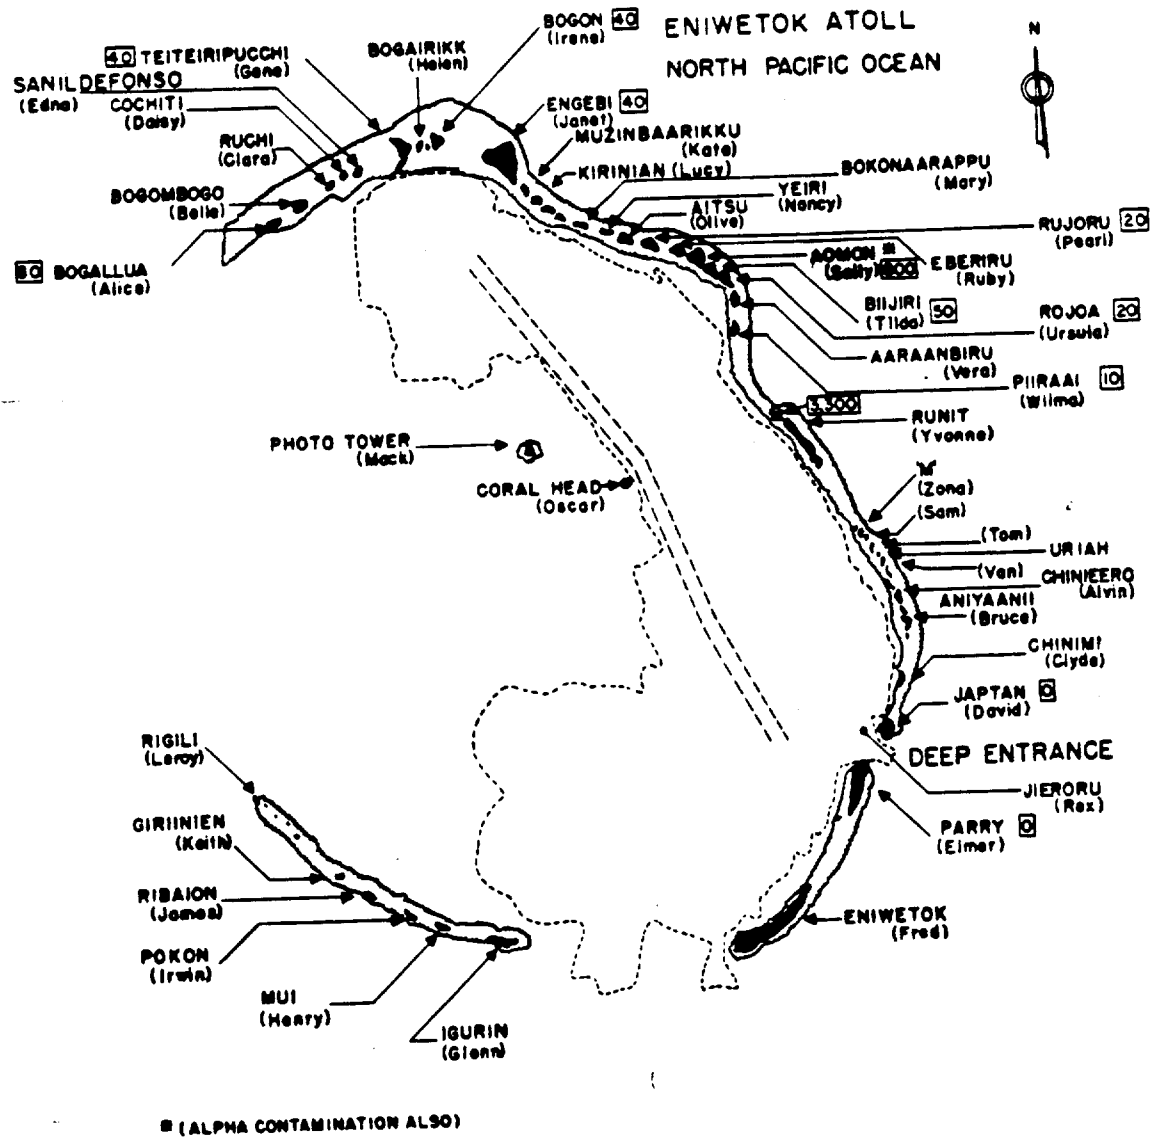 ENIWETOK ATOLL
NORTH PACIFIC OCEAN
N
BOGON 40
(Irene)
BOGAIRIKK
(Helen)
40 TEITEIRIPUCCHI
(Gene)
SANILDEFONSO
(Edna)
COCHITI
(Daisy)
RUCHI
(Clara)
BOGOMBOGO
(Belle)
BOGALLUA
(Alice)
ENGEBI 40
(Janet)
MUZINBAARIKKU
(Kate)
KIRINIAN (Lucy)
BOKONAARAPPU
(Mary)
YEIRI
(Nancy)
AITSU
(Olive)
RUJORU 20
(Pearl)
AOMON *
(Sally)
EBERIRU
(Ruby)
BIIJIRI 50
(Tilda)
ROJOA 20
(Ursula)
AARAANBIRU
(Vera)
PIIRAAI 10
(Wilma)
3,300
RUNIT
(Yvonne)
PHOTO TOWER
(Mack)
CORAL HEAD
(Oscar)
'M'
(Zona)
(Sam)
(Tom)
URIAH
(Van)
CHINIEERO
(Alvin)
ANIYAANII
(Bruce)
CHINIMI
(Clyde)
JAPTAN 0
(David)
DEEP ENTRANCE
JIERORU
(Rex)
PARRY 0
(Elmer)
ENIWETOK
(Fred)
RIGILI
(Leroy)
GIRIINIEN
(Keith)
RIBAION
(James)
POKON
(Irwin)
MUI
(Henry)
IGURIN
(Glenn)
* (ALPHA CONTAMINATION ALSO)